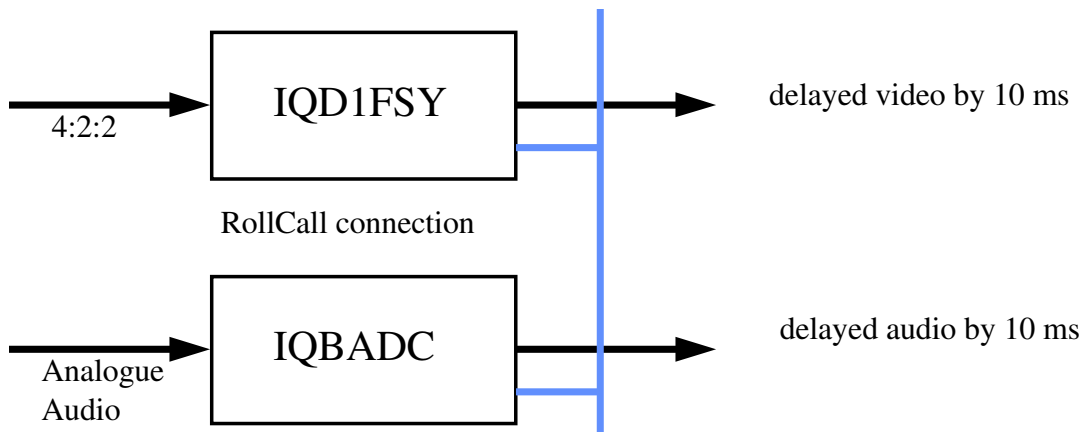 IQD1FSY
delayed video by 10 ms
4:2:2
RollCall connection
IQBADC
delayed audio by 10 ms
Analogue
Audio